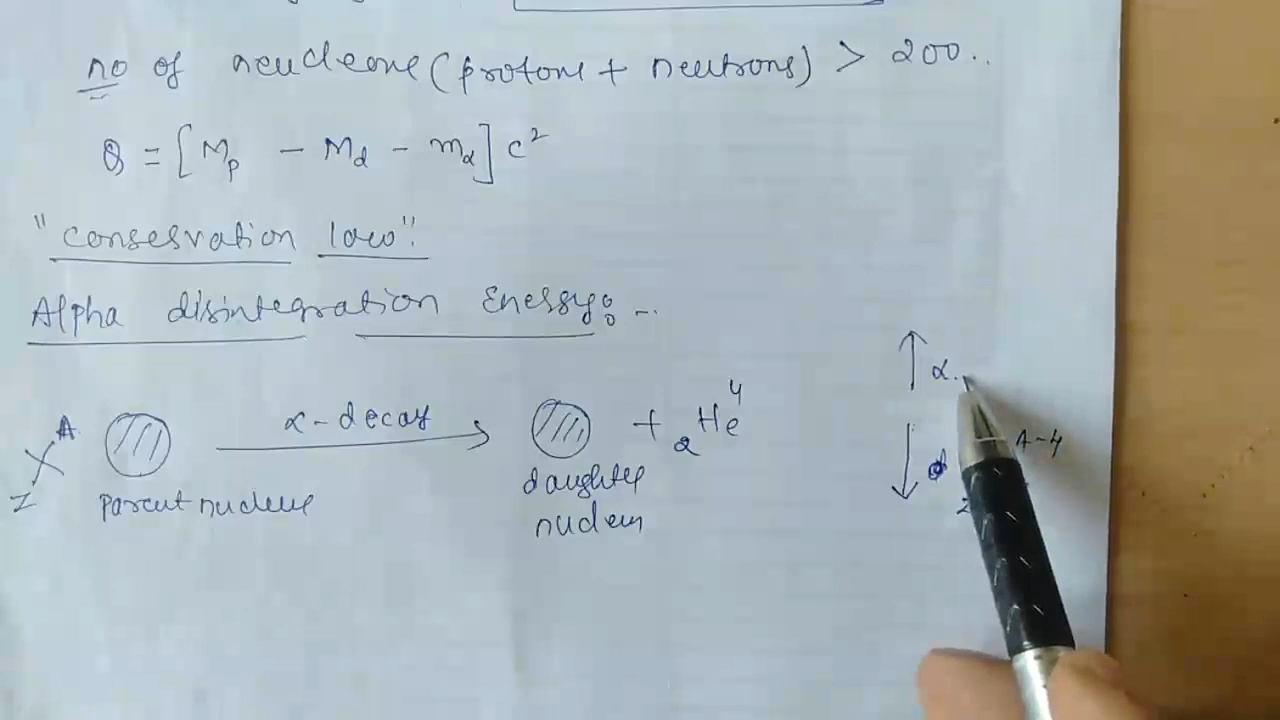 no of neucleone (protons + neutrons) > 200..
Q = [Mp - Md - mα] c²
"conservation law".
Alpha disintegration Energy:-
X A Z
α-decay
+ 2He4
parent nucleus
daughter nucleus
α
d A-4